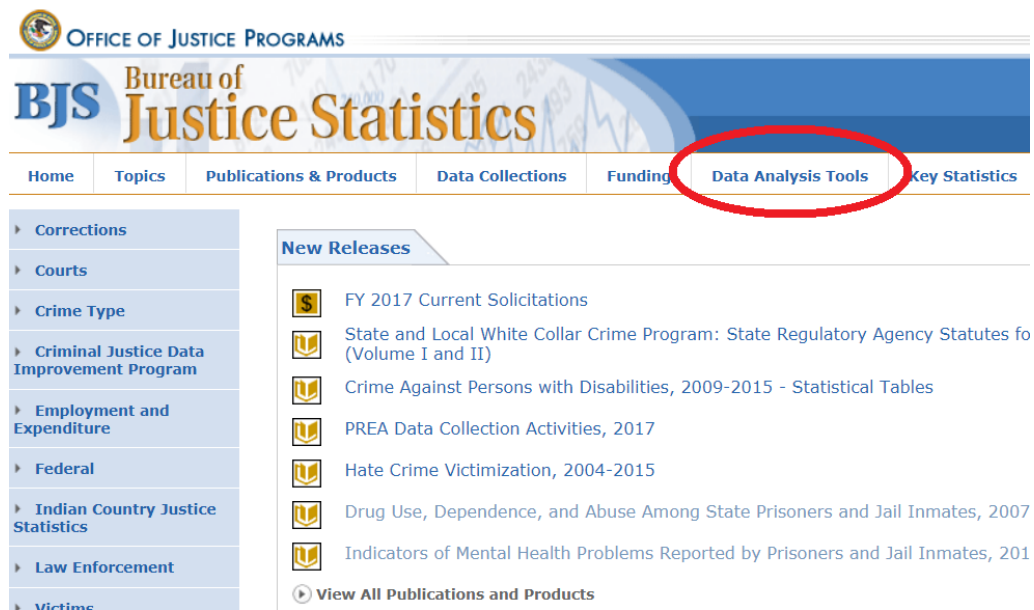 OFFICE OF JUSTICE PROGRAMS
BJS
Bureau of
Justice Statistics
Home Topics Publications & Products Data Collections Funding Data Analysis Tools Key Statistics
Corrections
Courts
Crime Type
Criminal Justice Data
Improvement Program
Employment and
Expenditure
Federal
Indian Country Justice
Statistics
Law Enforcement
Victims
New Releases
$ FY 2017 Current Solicitations
State and Local White Collar Crime Program: State Regulatory Agency Statutes fo
(Volume I and II)
Crime Against Persons with Disabilities, 2009-2015 - Statistical Tables
PREA Data Collection Activities, 2017
Hate Crime Victimization, 2004-2015
Drug Use, Dependence, and Abuse Among State Prisoners and Jail Inmates, 2007
Indicators of Mental Health Problems Reported by Prisoners and Jail Inmates, 201
View All Publications and Products